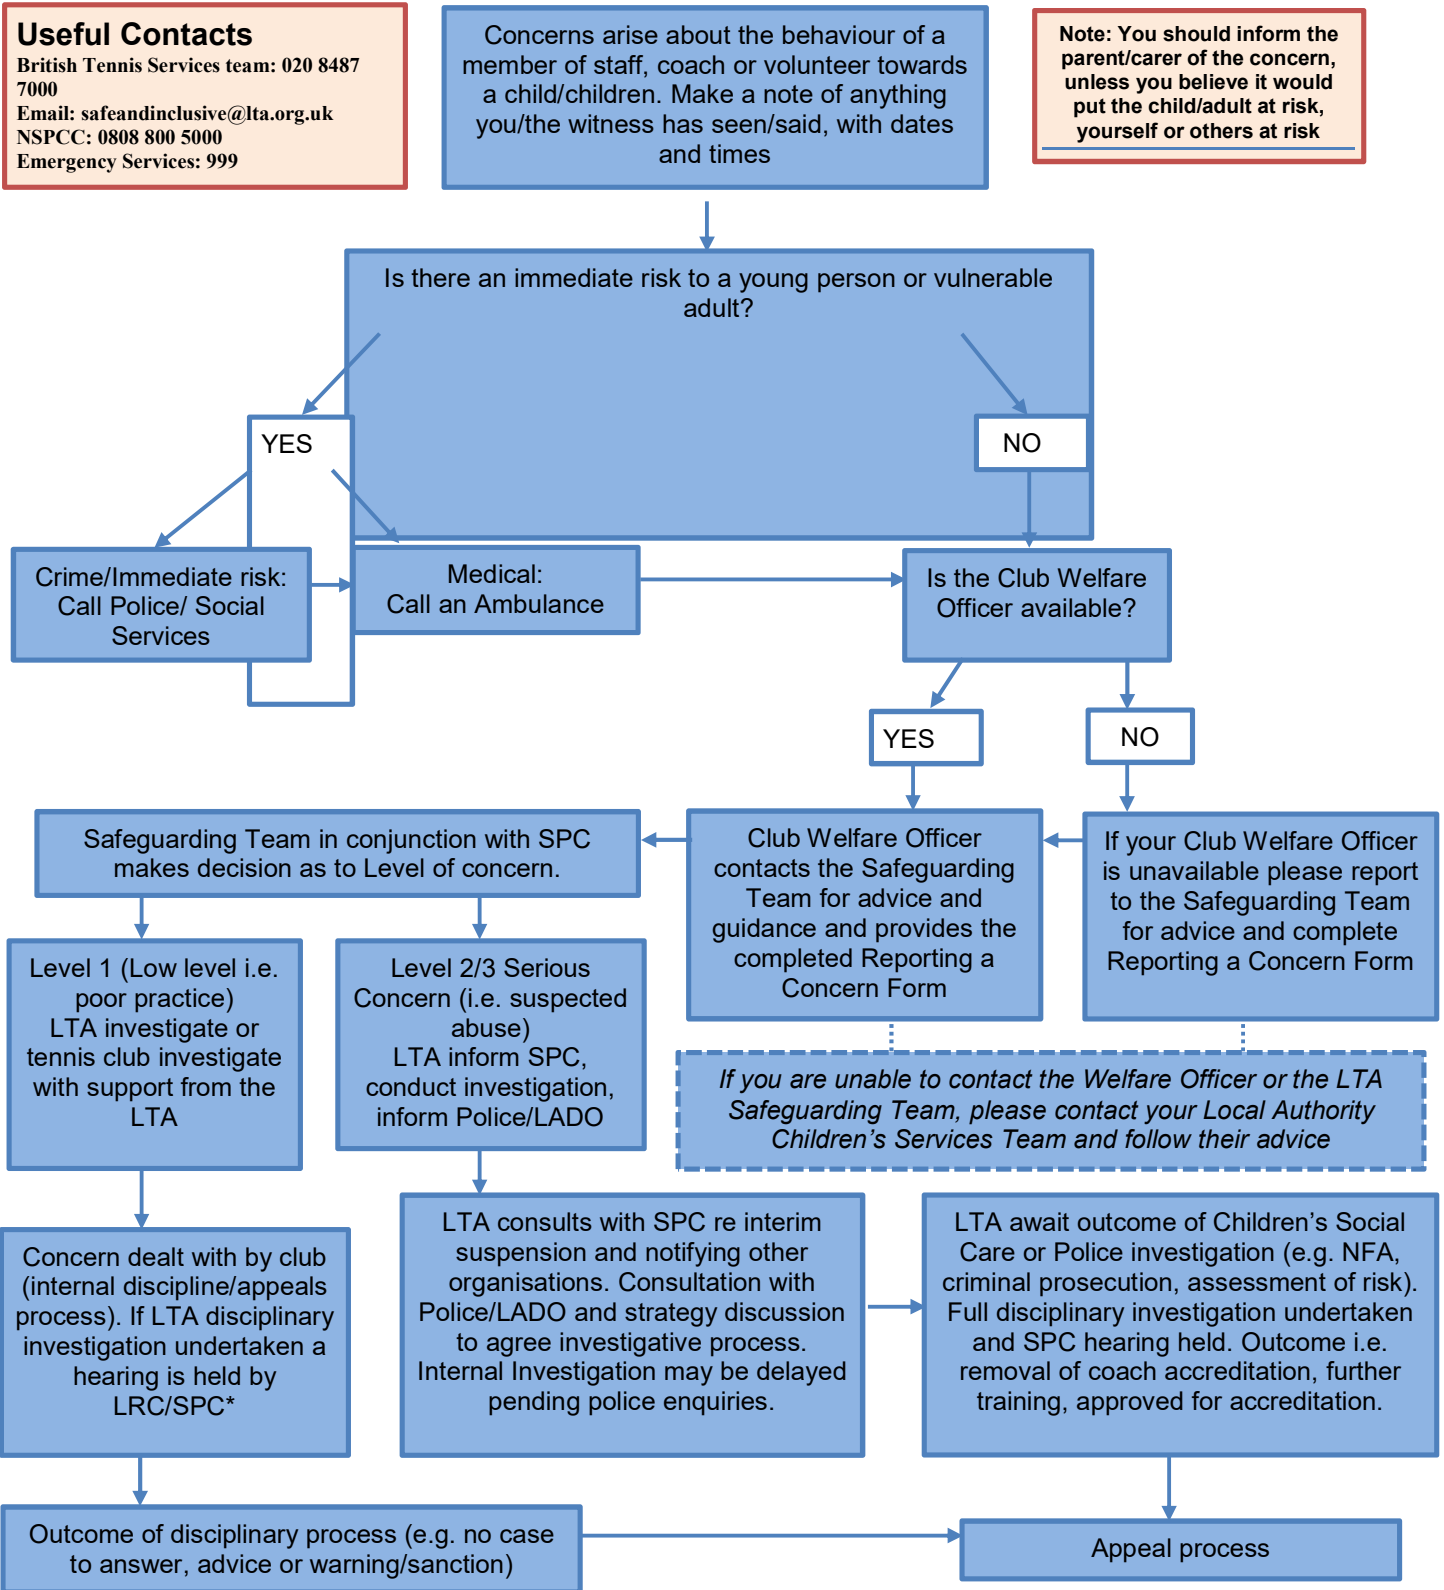 Useful Contacts
British Tennis Services team: 020 8487
7000
Email: safeandinclusive@lta.org.uk
NSPCC: 0808 800 5000
Emergency Services: 999
Concerns arise about the behaviour of a
member of staff, coach or volunteer towards
a child/children. Make a note of anything
you/the witness has seen/said, with dates
and times
Note: You should inform the
parent/carer of the concern,
unless you believe it would
put the child/adult at risk,
yourself or others at risk
Is there an immediate risk to a young person or vulnerable
adult?
YES
NO
Crime/Immediate risk:
Call Police/ Social
Services
Medical:
Call an Ambulance
Is the Club Welfare
Officer available?
YES
NO
Safeguarding Team in conjunction with SPC
makes decision as to Level of concern.
Club Welfare Officer
contacts the Safeguarding
Team for advice and
guidance and provides the
completed Reporting a
Concern Form
If your Club Welfare Officer
is unavailable please report
to the Safeguarding Team
for advice and complete
Reporting a Concern Form
Level 1 (Low level i.e.
poor practice)
LTA investigate or
tennis club investigate
with support from the
LTA
Level 2/3 Serious
Concern (i.e. suspected
abuse)
LTA inform SPC,
conduct investigation,
inform Police/LADO
If you are unable to contact the Welfare Officer or the LTA
Safeguarding Team, please contact your Local Authority
Children’s Services Team and follow their advice
Concern dealt with by club
(internal discipline/appeals
process). If LTA disciplinary
investigation undertaken a
hearing is held by
LRC/SPC*
LTA consults with SPC re interim
suspension and notifying other
organisations. Consultation with
Police/LADO and strategy discussion
to agree investigative process.
Internal Investigation may be delayed
pending police enquiries.
LTA await outcome of Children’s Social
Care or Police investigation (e.g. NFA,
criminal prosecution, assessment of risk).
Full disciplinary investigation undertaken
and SPC hearing held. Outcome i.e.
removal of coach accreditation, further
training, approved for accreditation.
Outcome of disciplinary process (e.g. no case
to answer, advice or warning/sanction)
Appeal process